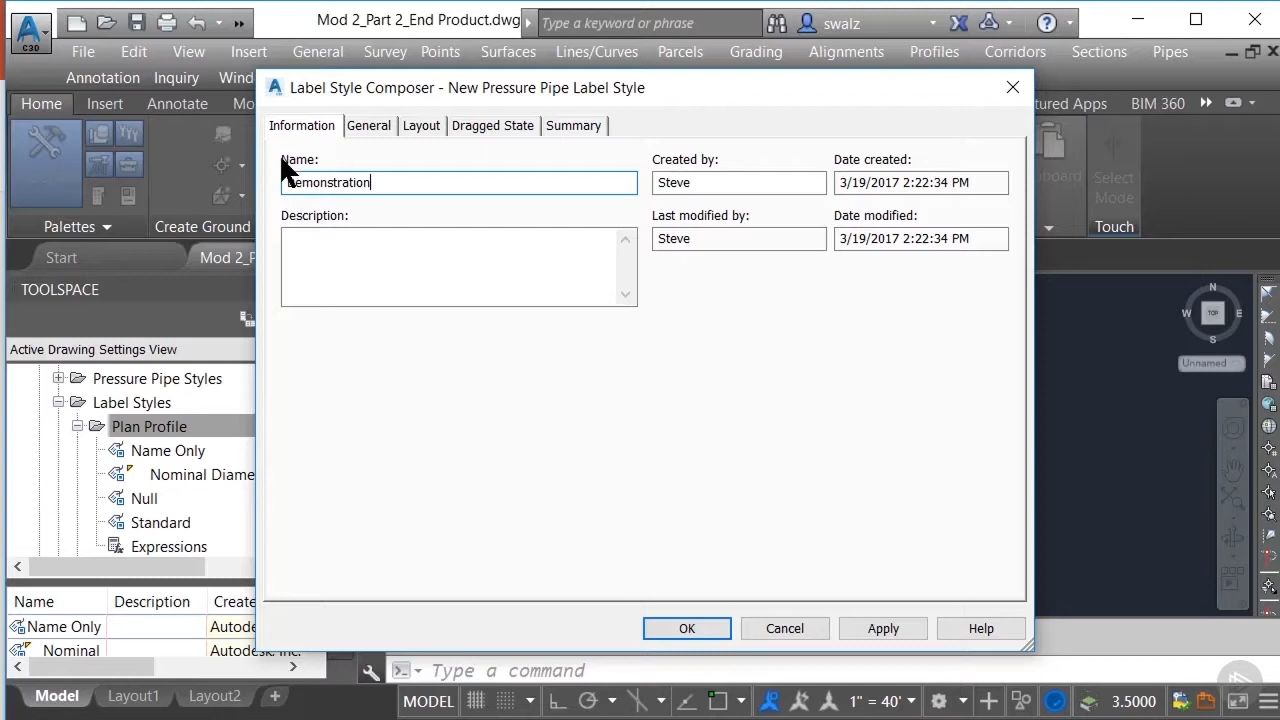 Mod 2_Part 2_End Product.dwg
Type a keyword or phrase
swalz
C3D
File Edit View Insert General Survey Points Surfaces Lines/Curves Parcels Grading Alignments Profiles Corridors Sections Pipes
Annotation Inquiry Wind
Home Insert Annotate Mo
tured Apps BIM 360
Palettes
Create Ground
Select
Mode
Touch
Start
Mod 2_P
TOOLSPACE
Active Drawing Settings View
Pressure Pipe Styles
Label Styles
Plan Profile
Name Only
Nominal Diame
Null
Standard
Expressions
Name Description Create
Name Only Autode
Nominal Autodesk, Inc.
Label Style Composer - New Pressure Pipe Label Style
Information General Layout Dragged State Summary
Name:
Demonstration
Description:
Created by:
Steve
Date created:
3/19/2017 2:22:34 PM
Last modified by:
Steve
Date modified:
3/19/2017 2:22:34 PM
OK Cancel Apply Help
N
W TOP E
S
Unnamed
Type a command
Model Layout1 Layout2 +
MODEL 1" = 40' 3.5000